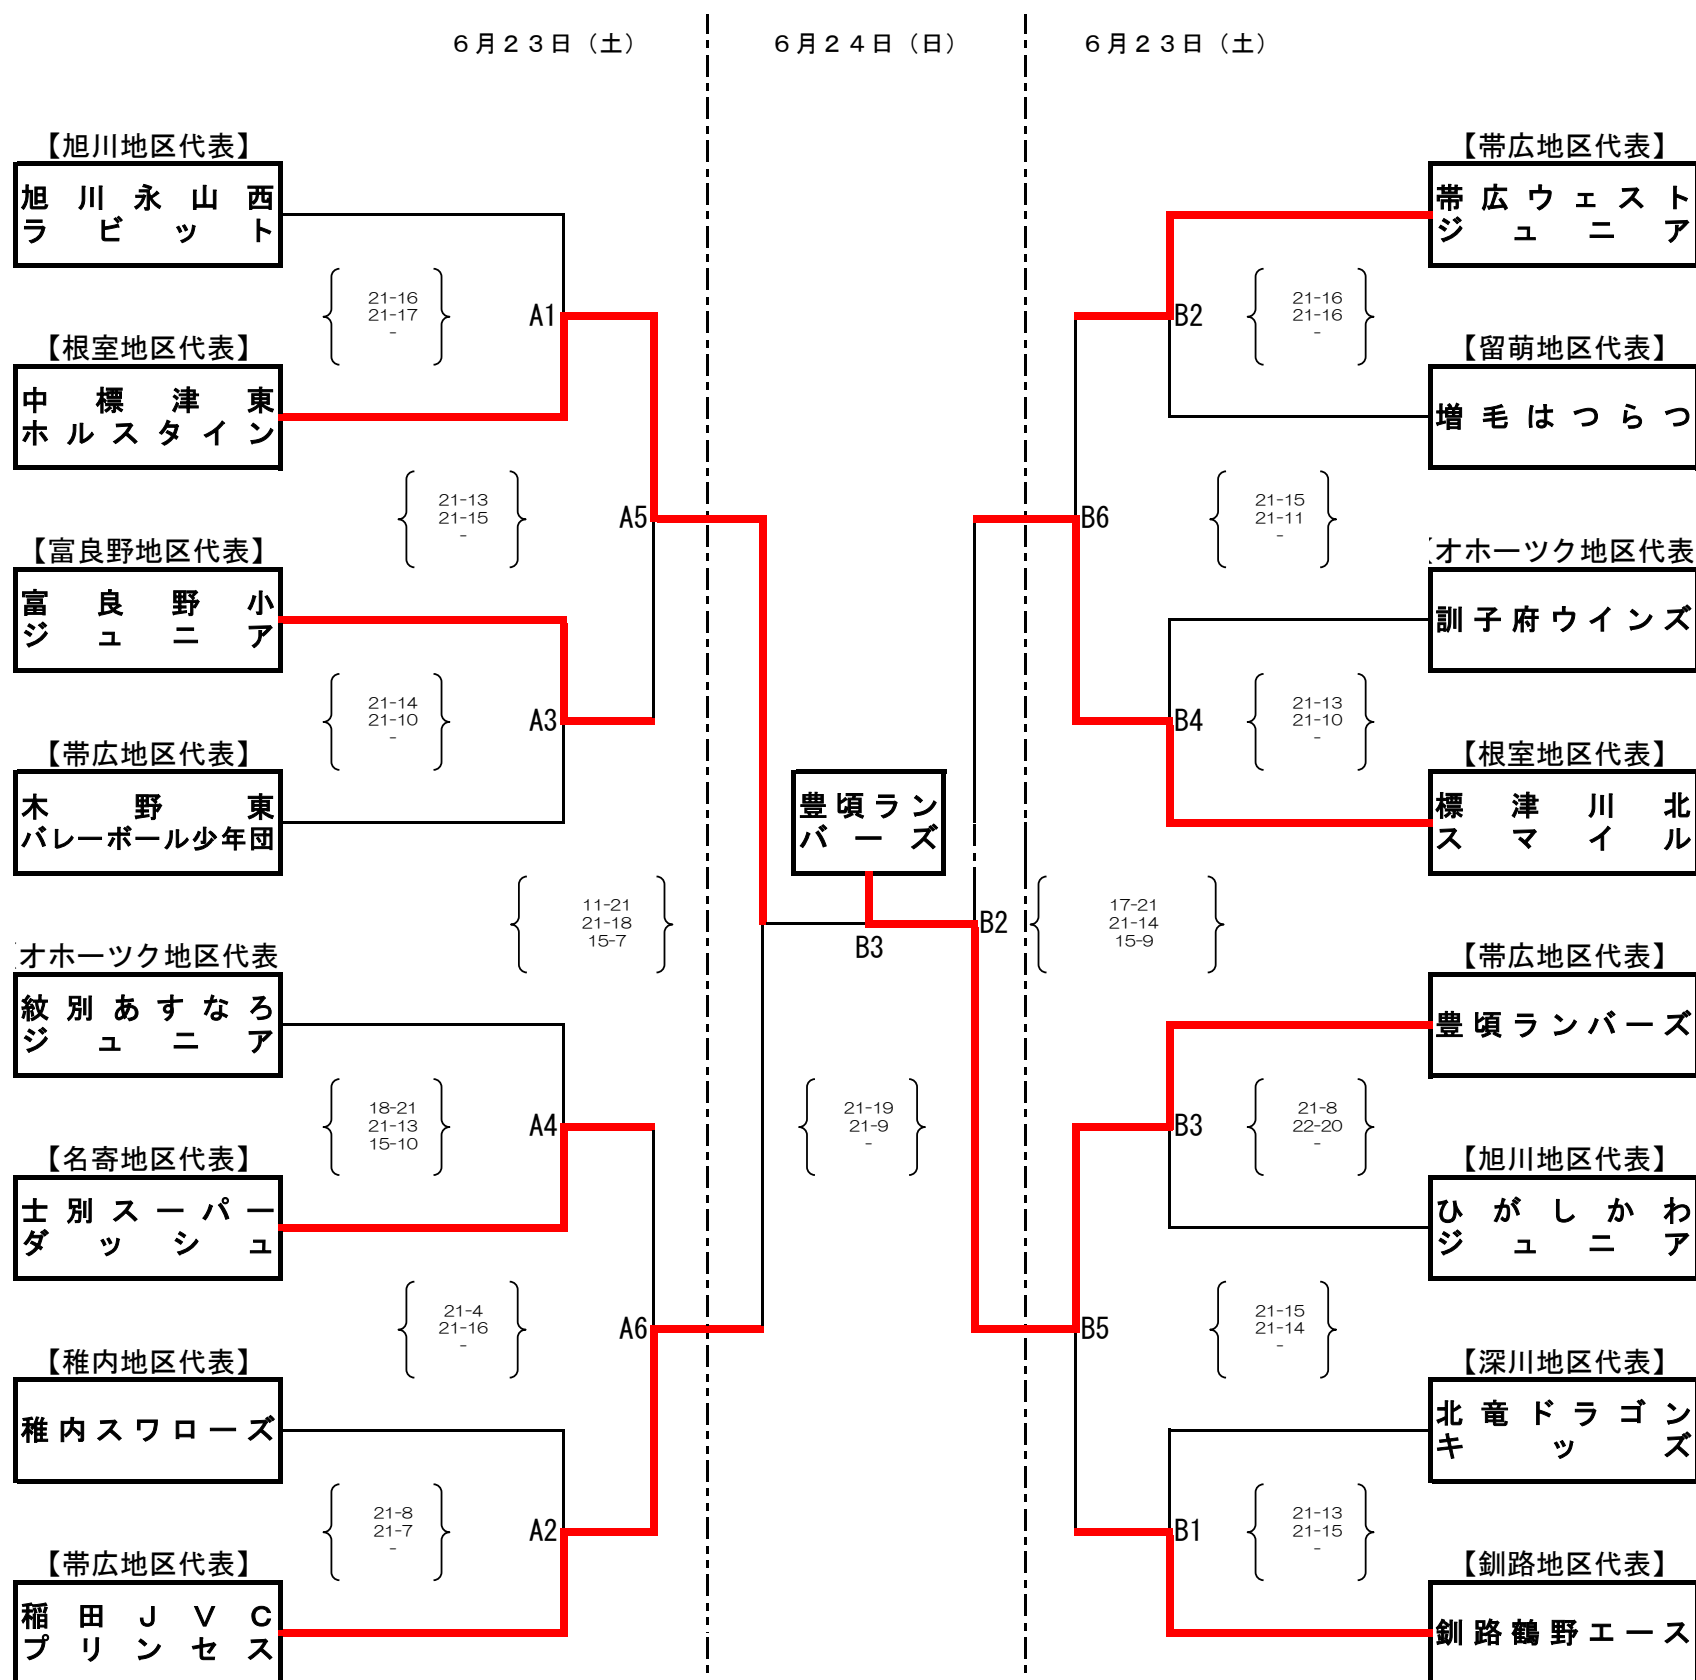 6月23日（土）
6月24日（日）
6月23日（土）
【旭川地区代表】
旭川永山西
ラビット
21-16
21-17
-
A1
【根室地区代表】
中標津東
ホルスタイン
21-13
21-15
-
A5
【富良野地区代表】
富良野小
ジュニア
21-14
21-10
-
A3
【帯広地区代表】
木野東
バレーボール少年団
11-21
21-18
15-7
オホーツク地区代表
紋別あすなろ
ジュニア
18-21
21-13
15-10
A4
【名寄地区代表】
士別スーパー
ダッシュ
21-4
21-16
-
A6
【稚内地区代表】
稚内スワローズ
21-8
21-7
-
A2
【帯広地区代表】
稲田JVC
プリンセス
豊頃ラン
バーズ
B3
21-19
21-9
-
【帯広地区代表】
帯広ウェスト
ジュニア
B2
21-16
21-16
-
【留萌地区代表】
増毛はつらつ
B6
21-15
21-11
-
オホーツク地区代表
訓子府ウインズ
B4
21-13
21-10
-
【根室地区代表】
標津川北
スマイル
B2
17-21
21-14
15-9
【帯広地区代表】
豊頃ランバーズ
B3
21-8
22-20
-
【旭川地区代表】
ひがしかわ
ジュニア
B5
21-15
21-14
-
【深川地区代表】
北竜ドラゴン
キッズ
B1
21-13
21-15
-
【釧路地区代表】
釧路鶴野エース